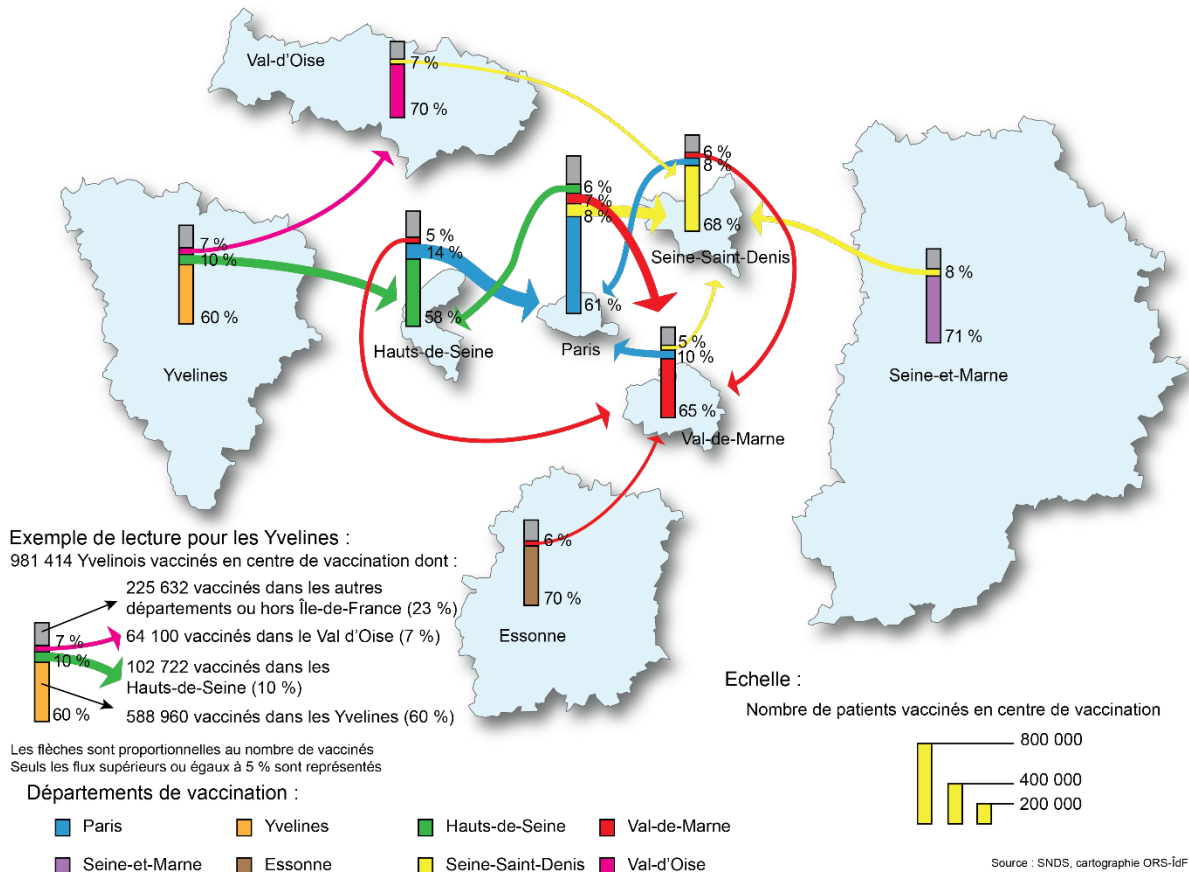 Val-d'Oise
7 %
70 %
7 %
10 %
60 %
Yvelines
5 %
14 %
58 %
Hauts-de-Seine
6 %
7 %
8 %
61 %
Paris
6 %
8 %
68 %
Seine-Saint-Denis
5 %
10 %
65 %
Val-de-Marne
8 %
71 %
Seine-et-Marne
6 %
70 %
Essonne
Exemple de lecture pour les Yvelines :
981 414 Yvelinois vaccinés en centre de vaccination dont :
225 632 vaccinés dans les autres
départements ou hors Île-de-France (23 %)
7 %
64 100 vaccinés dans le Val d'Oise (7 %)
10 %
102 722 vaccinés dans les
Hauts-de-Seine (10 %)
60 %
588 960 vaccinés dans les Yvelines (60 %)
Les flèches sont proportionnelles au nombre de vaccinés
Seuls les flux supérieurs ou égaux à 5 % sont représentés
Echelle :
Nombre de patients vaccinés en centre de vaccination
800 000
400 000
200 000
Départements de vaccination :
Paris
Yvelines
Hauts-de-Seine
Val-de-Marne
Seine-et-Marne
Essonne
Seine-Saint-Denis
Val-d'Oise
Source : SNDS, cartographie ORS-ÎdF